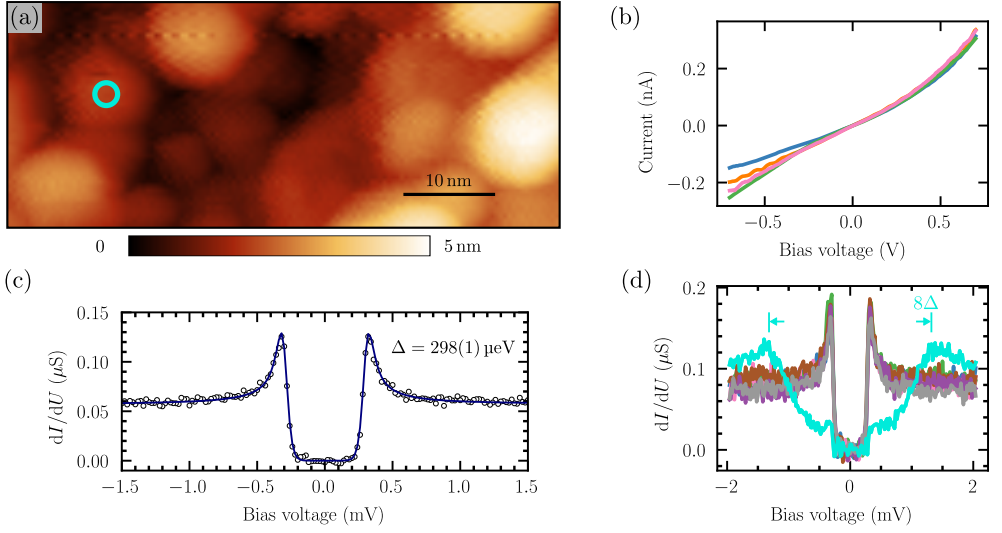 (a)
10 nm
0
5 nm
(b)
Current (nA)
0.2
0.0
−0.2
−0.5
0.0
0.5
Bias voltage (V)
(c)
dI/dU (µS)
0.15
0.10
0.05
0.00
Δ = 298(1) µeV
−1.5
−1.0
−0.5
0.0
0.5
1.0
1.5
Bias voltage (mV)
(d)
dI/dU (µS)
0.2
0.1
0.0
8Δ
−2
0
2
Bias voltage (mV)